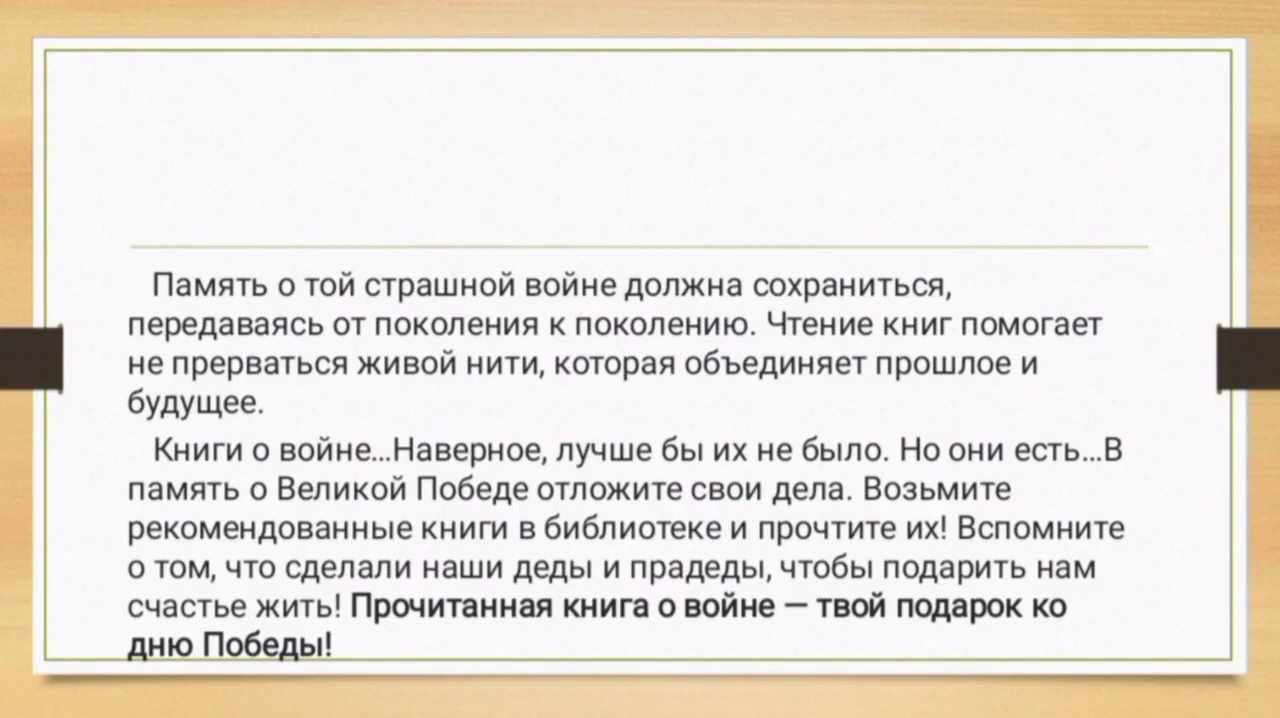 Память о той страшной войне должна сохраниться,
передаваясь от поколения к поколению. Чтение книг помогает
не прерваться живой нити, которая объединяет прошлое и
будущее.
Книги о войне...Наверное, лучше бы их не было. Но они есть...В
память о Великой Победе отложите свои дела. Возьмите
рекомендованные книги в библиотеке и прочтите их! Вспомните
о том, что сделали наши деды и прадеды, чтобы подарить нам
счастье жить! Прочитанная книга о войне — твой подарок ко
дню Победы!